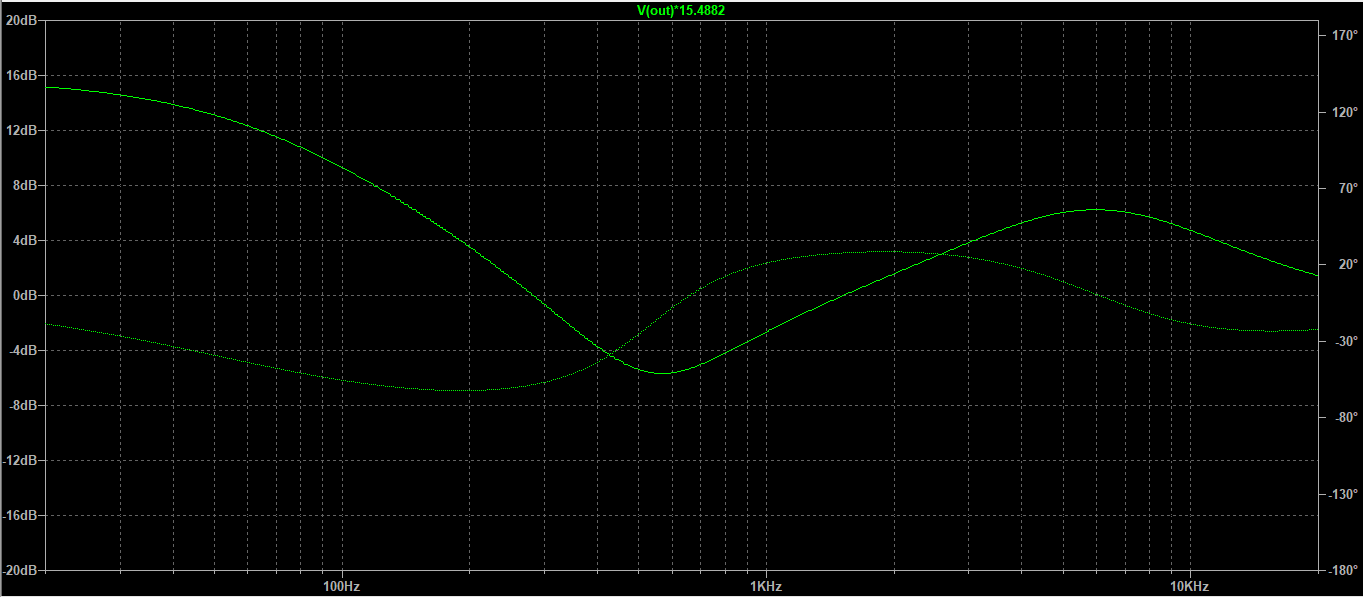 V(out)*15.4882
20dB
16dB
12dB
8dB
4dB
0dB
-4dB
-8dB
-12dB
-16dB
-20dB
170°
120°
70°
20°
-30°
-80°
-130°
-180°
100Hz
1KHz
10KHz